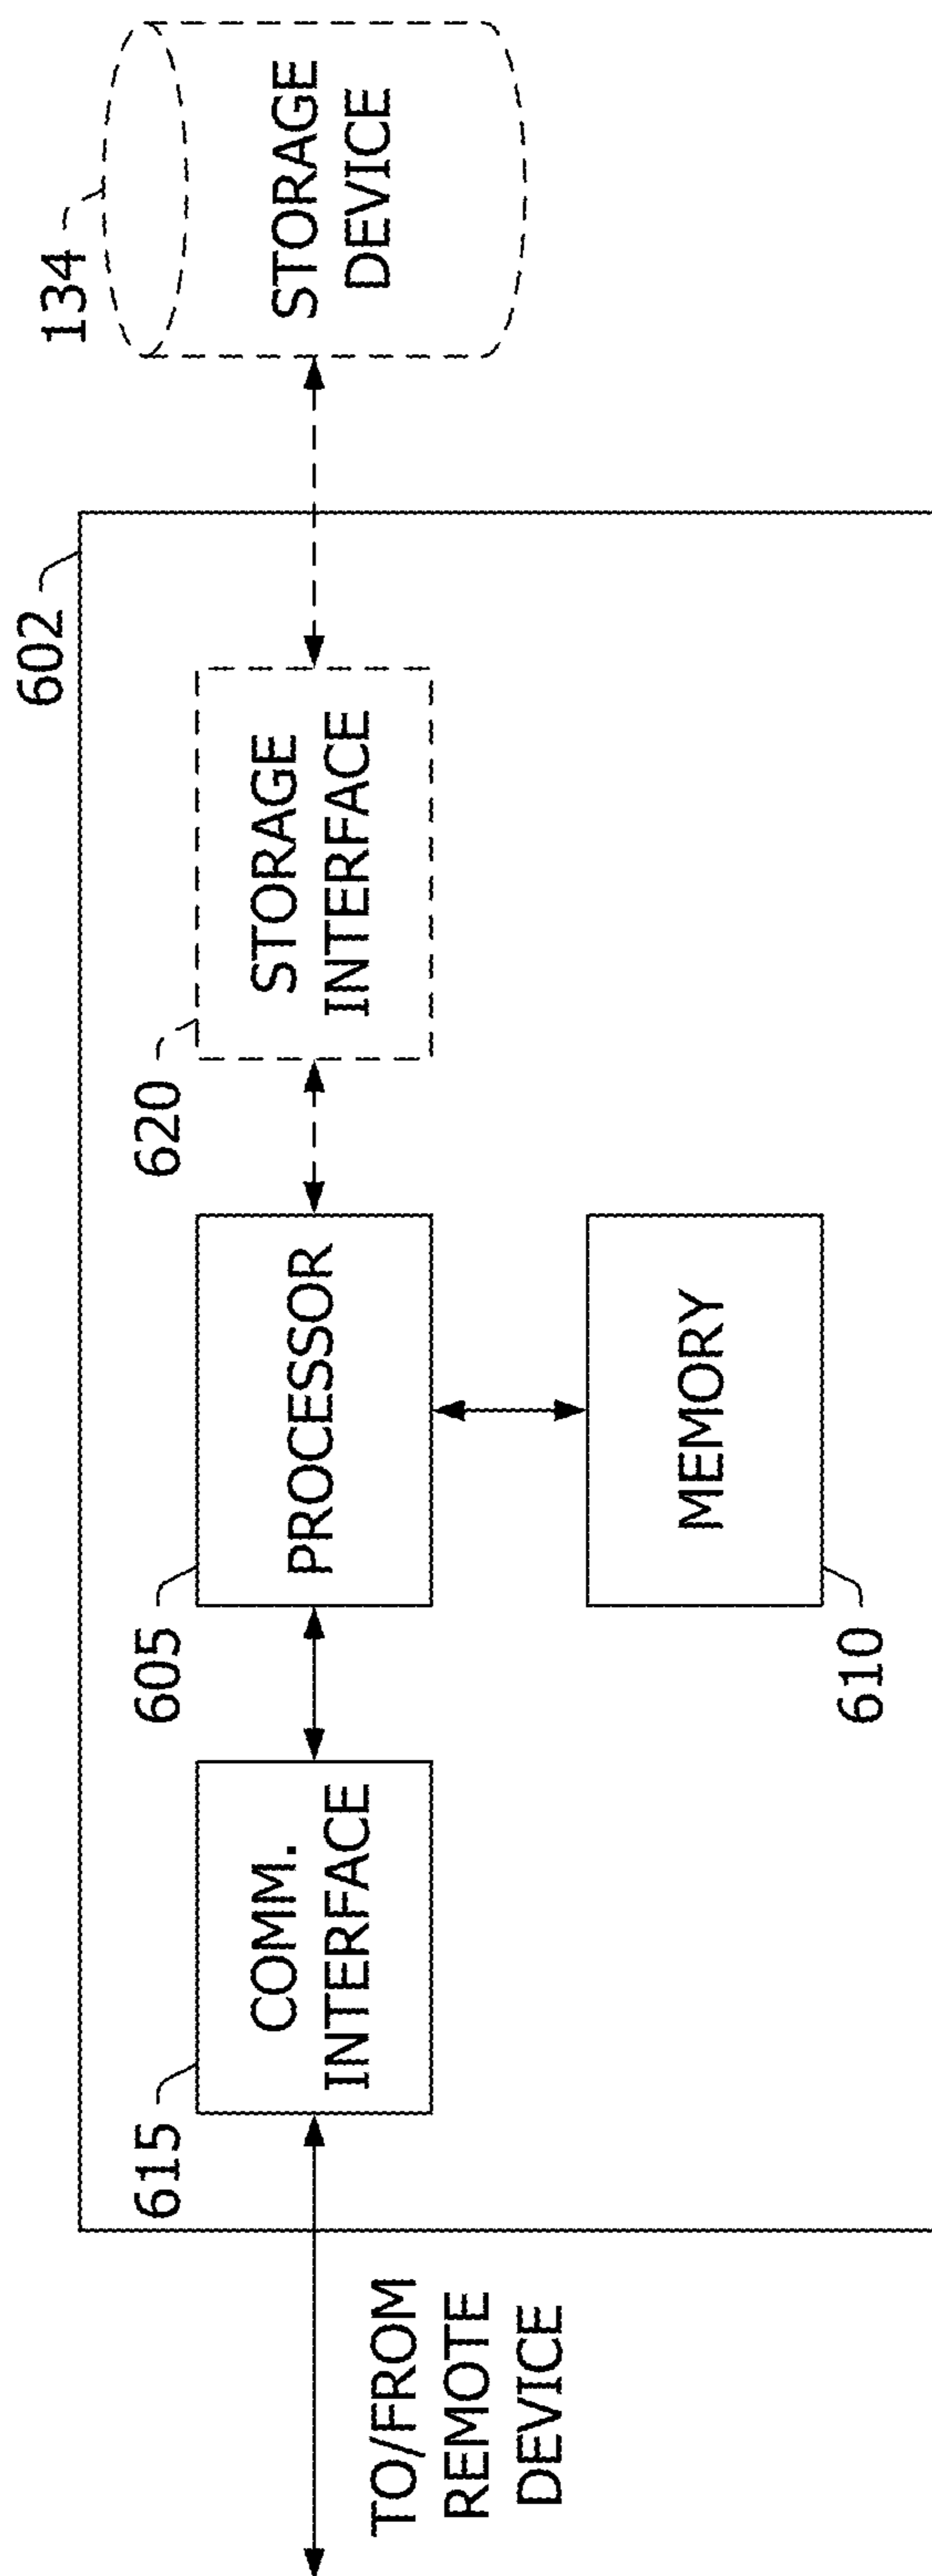 602
134
615
COMM.
INTERFACE
605
PROCESSOR
620
STORAGE
INTERFACE
STORAGE
DEVICE
MEMORY
610
TO/FROM
REMOTE
DEVICE